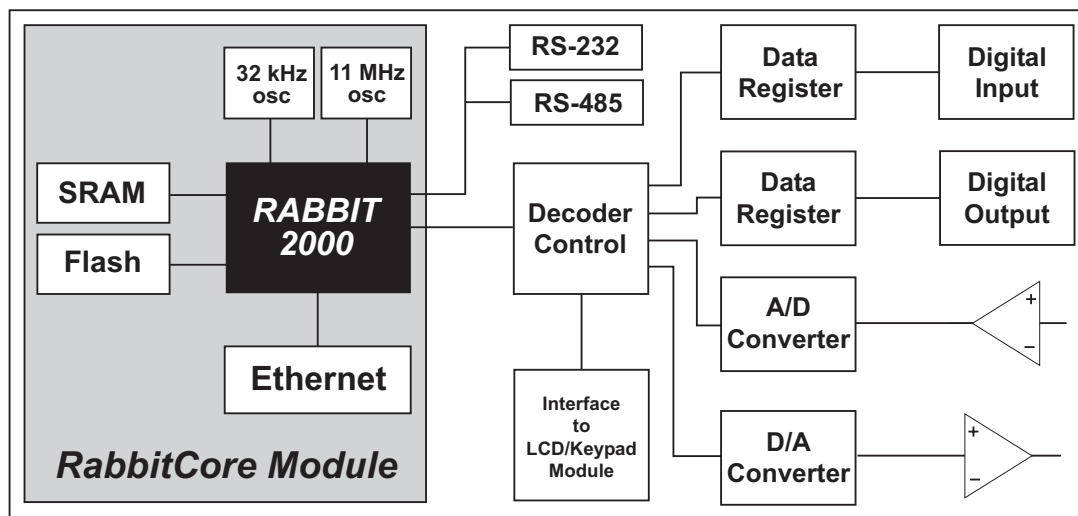 32 kHz
osc
11 MHz
osc
SRAM
Flash
RABBIT
2000
Ethernet
RabbitCore Module
RS-232
RS-485
Decoder
Control
Interface
to
LCD/Keypad
Module
Data
Register
Digital
Input
Data
Register
Digital
Output
A/D
Converter
+
–
D/A
Converter
+
–